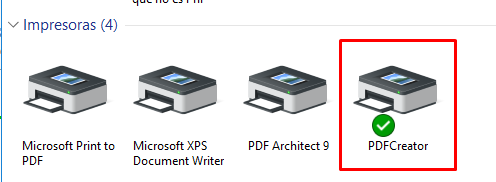 Impresoras (4)
Microsoft Print to
PDF
Microsoft XPS
Document Writer
PDF Architect 9
PDFCreator